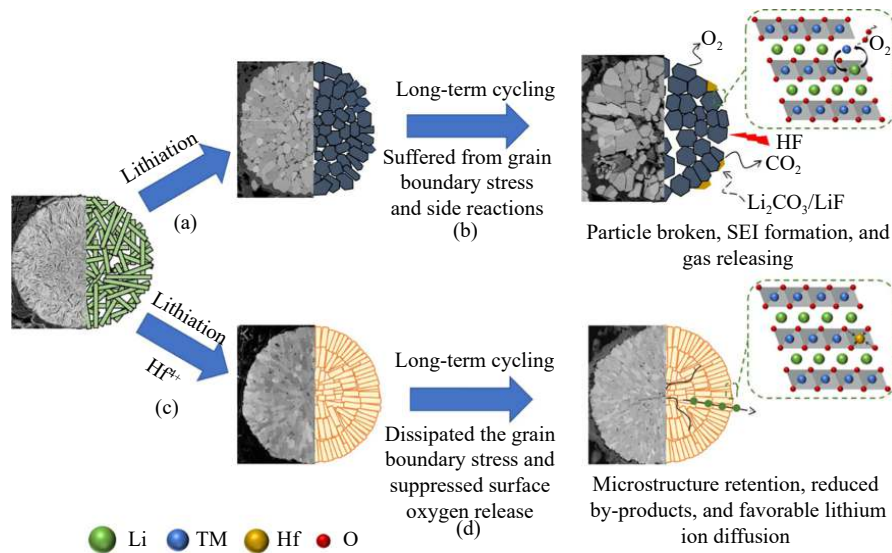 O₂
O₂
Lithiation
Long-term cycling
HF
CO₂
Suffered from grain
boundary stress
and side reactions
(a)
(b)
Li₂CO₃/LiF
Particle broken, SEI formation, and
gas releasing
Lithiation
Hf⁴⁺
(c)
Long-term cycling
Dissipated the grain
boundary stress and
suppressed surface
oxygen release
(d)
Microstructure retention, reduced
by-products, and favorable lithium
ion diffusion
Li
TM
Hf
O